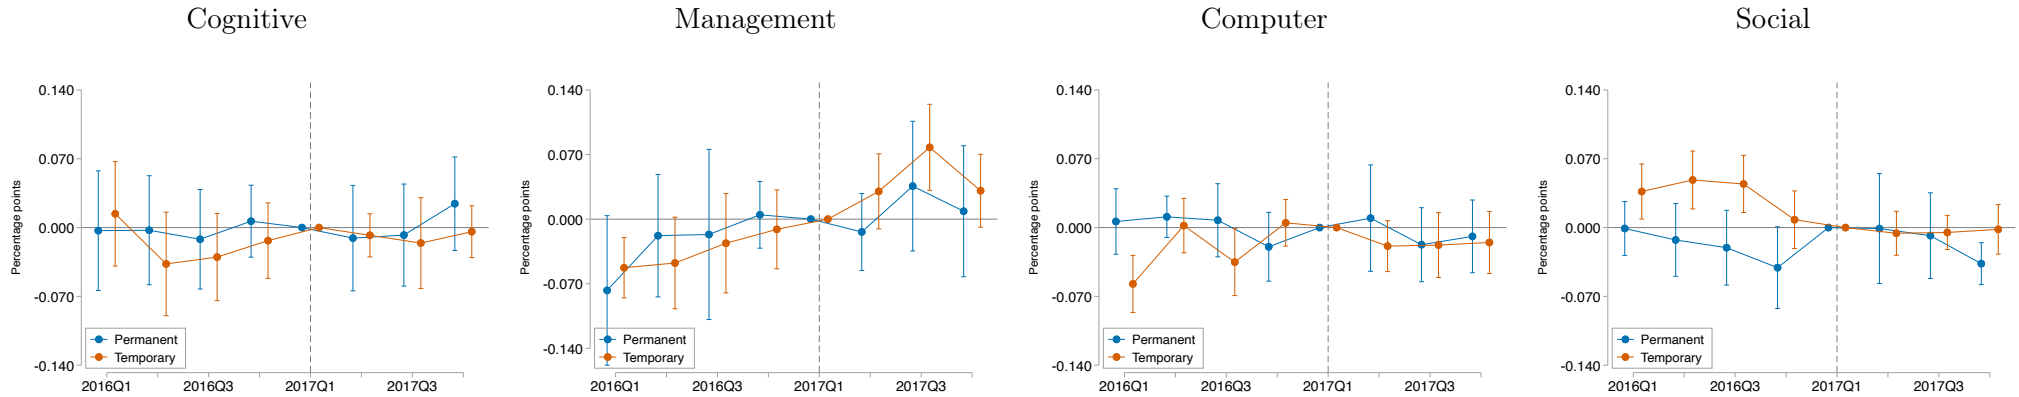 Cognitive
Percentage points
0.140
0.070
0.000
-0.070
-0.140
Permanent
Temporary
2016Q1 2016Q3 2017Q1 2017Q3
Management
Percentage points
0.140
0.070
0.000
-0.070
-0.140
Permanent
Temporary
2016Q1 2016Q3 2017Q1 2017Q3
Computer
Percentage points
0.140
0.070
0.000
-0.070
-0.140
Permanent
Temporary
2016Q1 2016Q3 2017Q1 2017Q3
Social
Percentage points
0.140
0.070
0.000
-0.070
-0.140
Permanent
Temporary
2016Q1 2016Q3 2017Q1 2017Q3